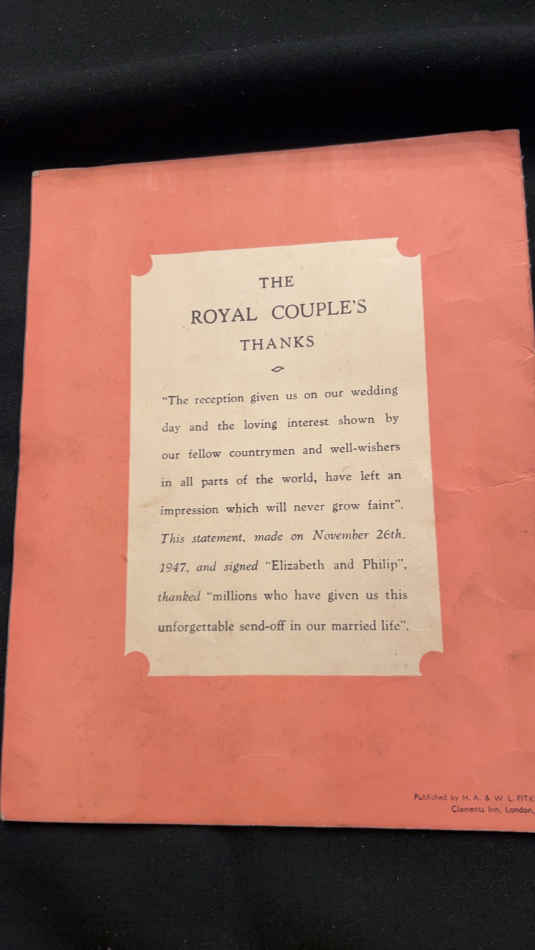 THE
ROYAL COUPLE'S
THANKS
"The reception given us on our wedding
day and the loving interest shown by
our fellow countrymen and well-wishers
in all parts of the world, have left an
impression which will never grow faint".
This statement, made on November 26th,
1947, and signed "Elizabeth and Philip",
thanked "millions who have given us this
unforgettable send-off in our married life".
Published by H. A. & W. L.
Clements Inn, London,